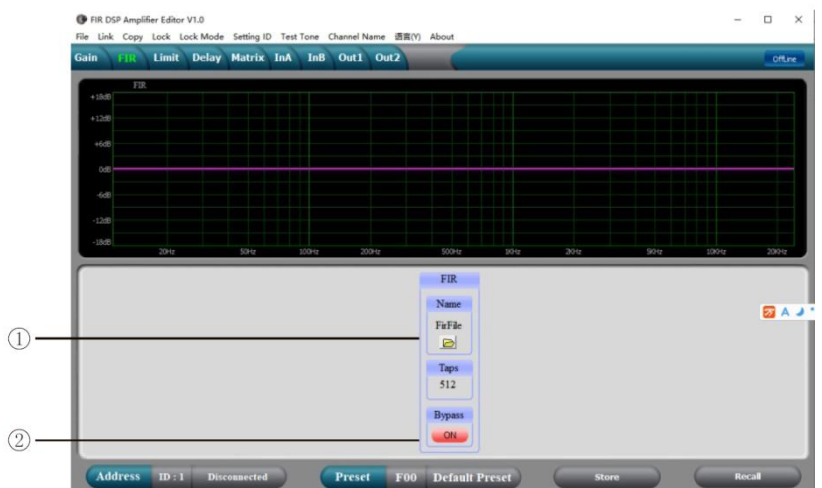 FIR DSP Amplifier Editor V1.0
File Link Copy Lock Lock Mode Setting ID Test Tone Channel Name 語言(Y) About
Gain FIR Limit Delay Matrix InA InB Out1 Out2 OffLine
FIR
+18dB
+12dB
+6dB
0dB
-6dB
-12dB
-18dB
20Hz 50Hz 100Hz 200Hz 500Hz 1KHz 2KHz 5KHz 10KHz 20KHz
FIR
Name
FirFile
①
Taps
512
Bypass
② ON
A
Address ID : 1 Disconnected Preset F00 Default Preset Store Recall